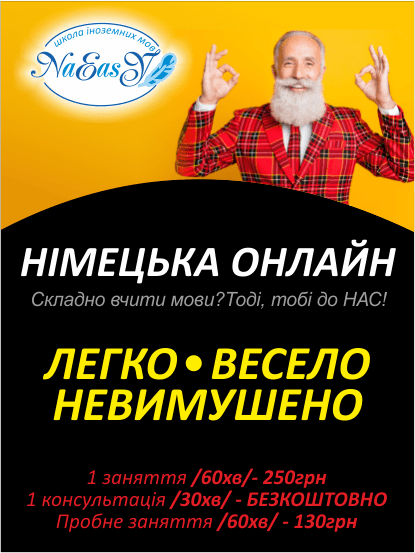 школа іноземних мов
NaEasY
НІМЕЦЬКА ОНЛАЙН
Складно вчити мови?Тоді, тобі до НАС!
ЛЕГКО•ВЕСЕЛО
НЕВИМУШЕНО
1 заняття /60хв/- 250грн
1 консультація /30хв/ - БЕЗКОШТОВНО
Пробне заняття /60хв/ - 130грн